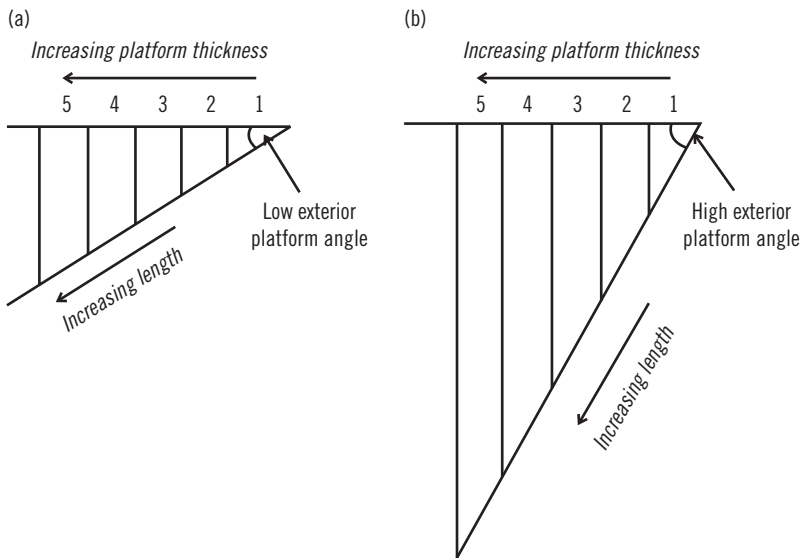 (a)
Increasing platform thickness
5 4 3 2 1
Low exterior
platform angle
Increasing length
(b)
Increasing platform thickness
5 4 3 2 1
High exterior
platform angle
Increasing length